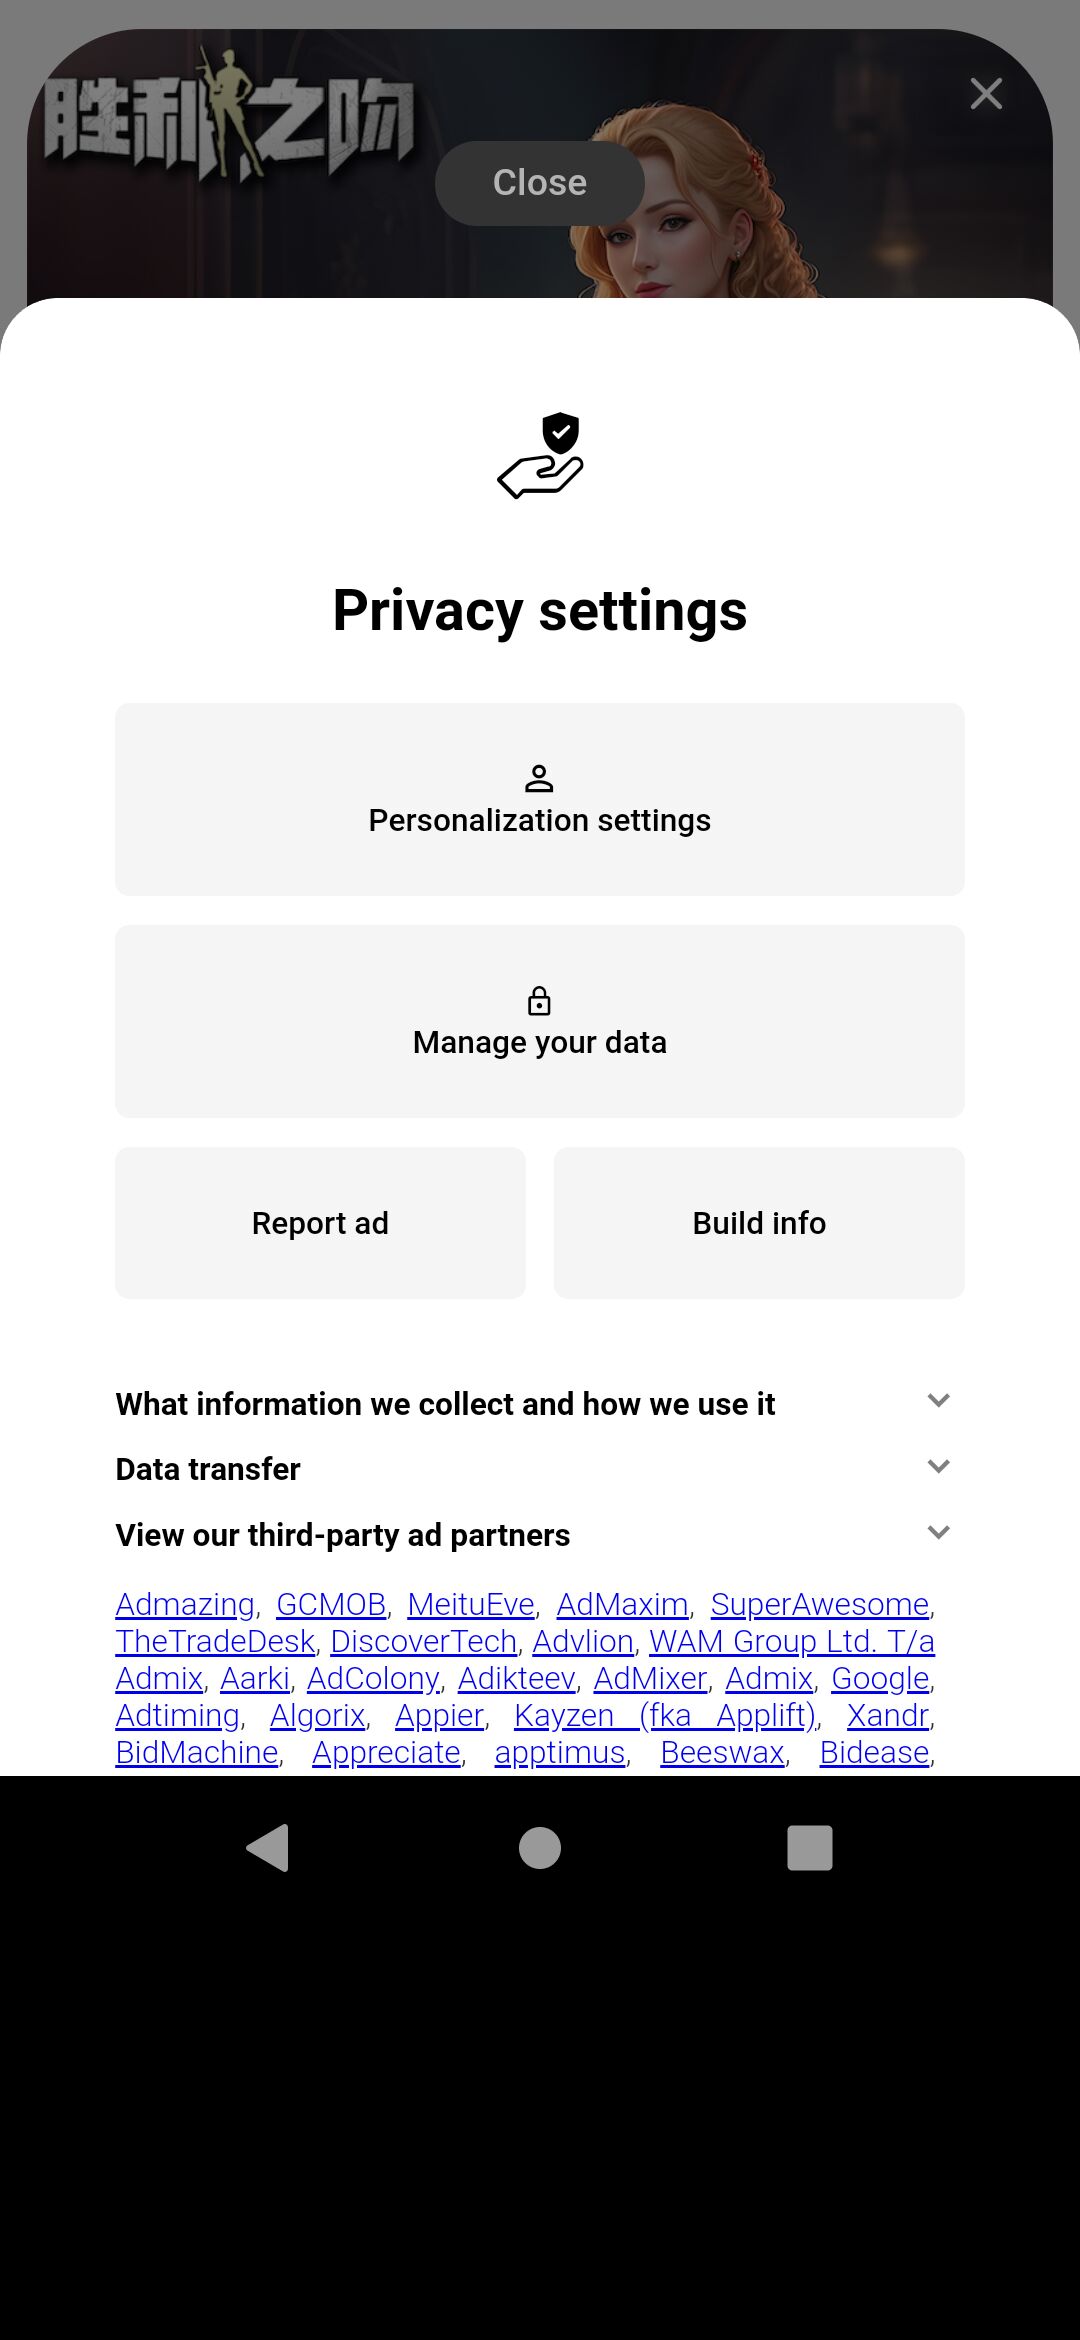 胜利之吻
Close
Privacy settings
Personalization settings
Manage your data
Report ad
Build info
What information we collect and how we use it
Data transfer
View our third-party ad partners
Admazing, GCMOB, MeituEve, AdMaxim, SuperAwesome,
TheTradeDesk, DiscoverTech, Advlion, WAM Group Ltd. T/a
Admix, Aarki, AdColony, Adikteev, AdMixer, Admix, Google,
Adtiming, Algorix, Appier, Kayzen (fka Applift), Xandr,
BidMachine, Appreciate, apptimus, Beeswax, Bidease,